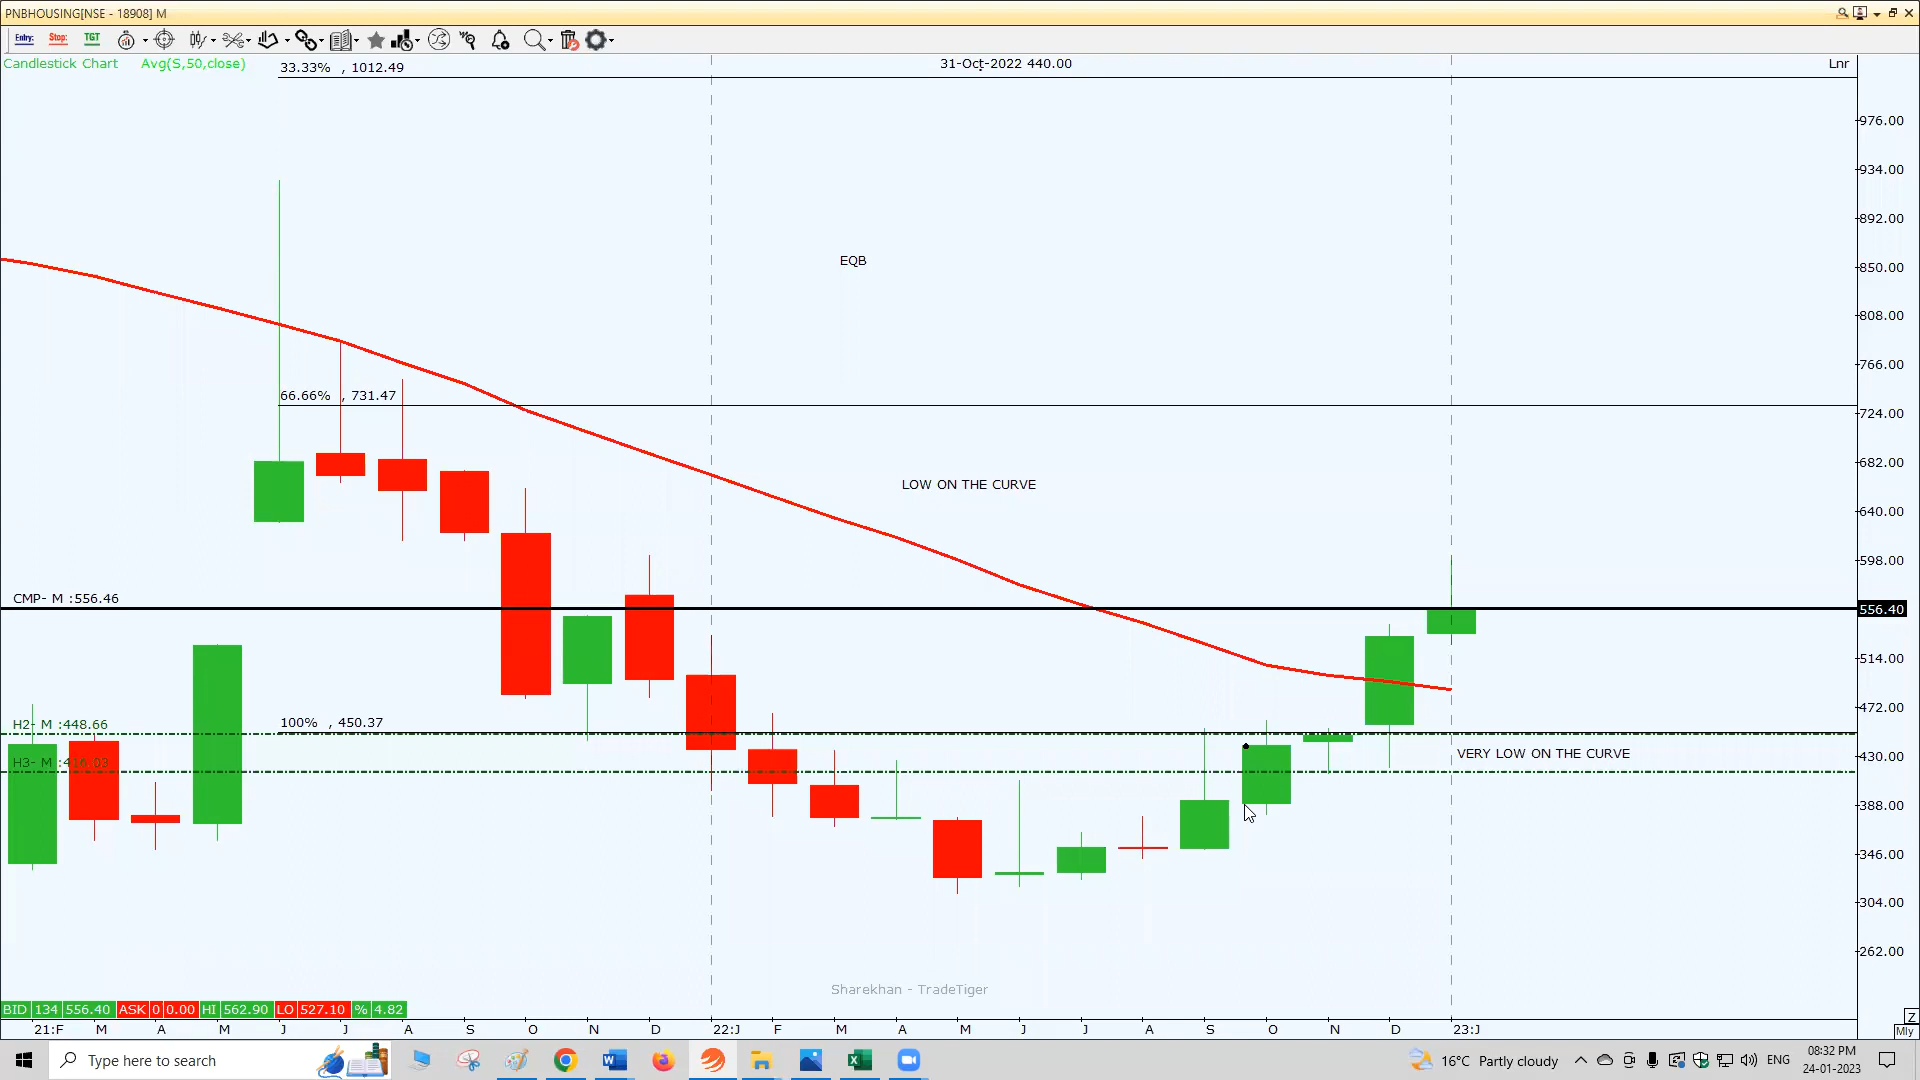 PNBHOUSING[NSE - 18908] M
Entry: Stop: TGT
Candlestick Chart Avg(S,50,close)
33.33% , 1012.49
31-Oct-2022 440.00
Lnr
976.00
934.00
892.00
EQB
850.00
808.00
766.00
66.66% , 731.47
724.00
682.00
LOW ON THE CURVE
640.00
598.00
CMP- M :556.46
556.40
514.00
472.00
H2- M :448.66
100% , 450.37
VERY LOW ON THE CURVE
430.00
H3- M :416.03
388.00
346.00
304.00
262.00
Sharekhan - TradeTiger
BID 134 556.40 ASK 0 0.00 HI 562.90 LO 527.10 % 4.82
Z
21:F M A M J J A S O N D 22:J F M A M J J A S O N D 23:J
Mly
Type here to search
16°C Partly cloudy
ENG
08:32 PM
24-01-2023